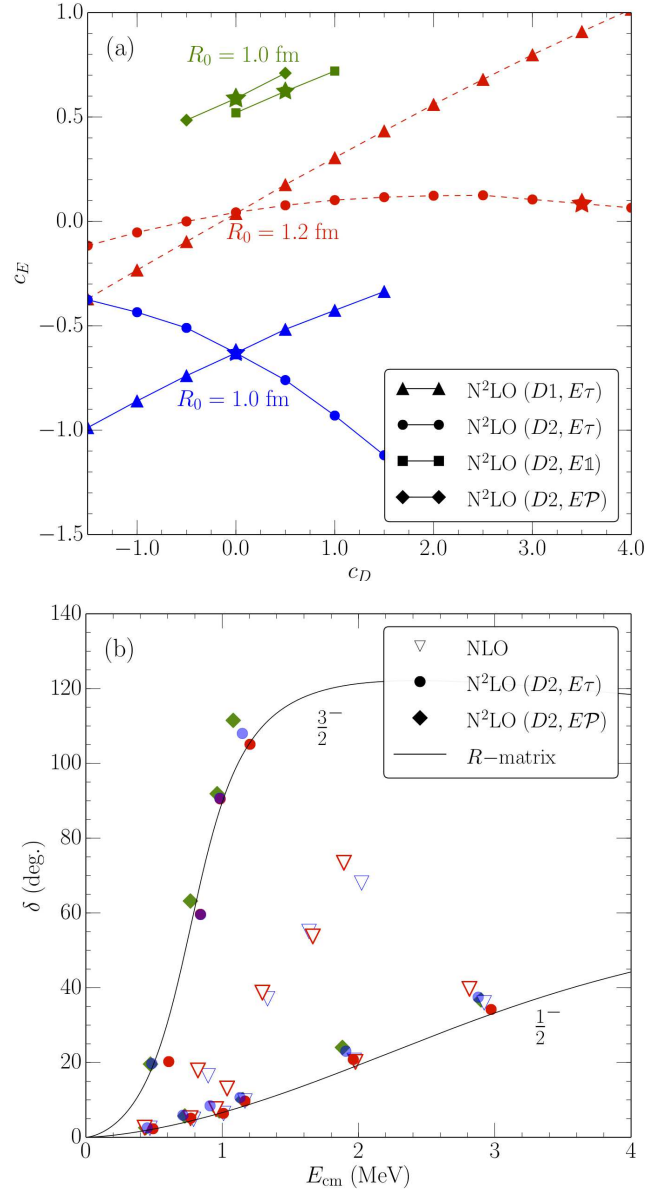 (a)
1.0
0.5
0.0
−0.5
−1.0
−1.5
c_E
R₀ = 1.0 fm
R₀ = 1.2 fm
R₀ = 1.0 fm
N²LO (D1, Eτ)
N²LO (D2, Eτ)
N²LO (D2, E𝟙)
N²LO (D2, E𝒫)
−1.0 0.0 1.0 2.0 3.0 4.0
c_D
(b)
140
120
100
80
60
40
20
0
δ (deg.)
NLO
N²LO (D2, Eτ)
N²LO (D2, E𝒫)
R−matrix
3/2⁻
1/2⁻
0 1 2 3 4
E_cm (MeV)